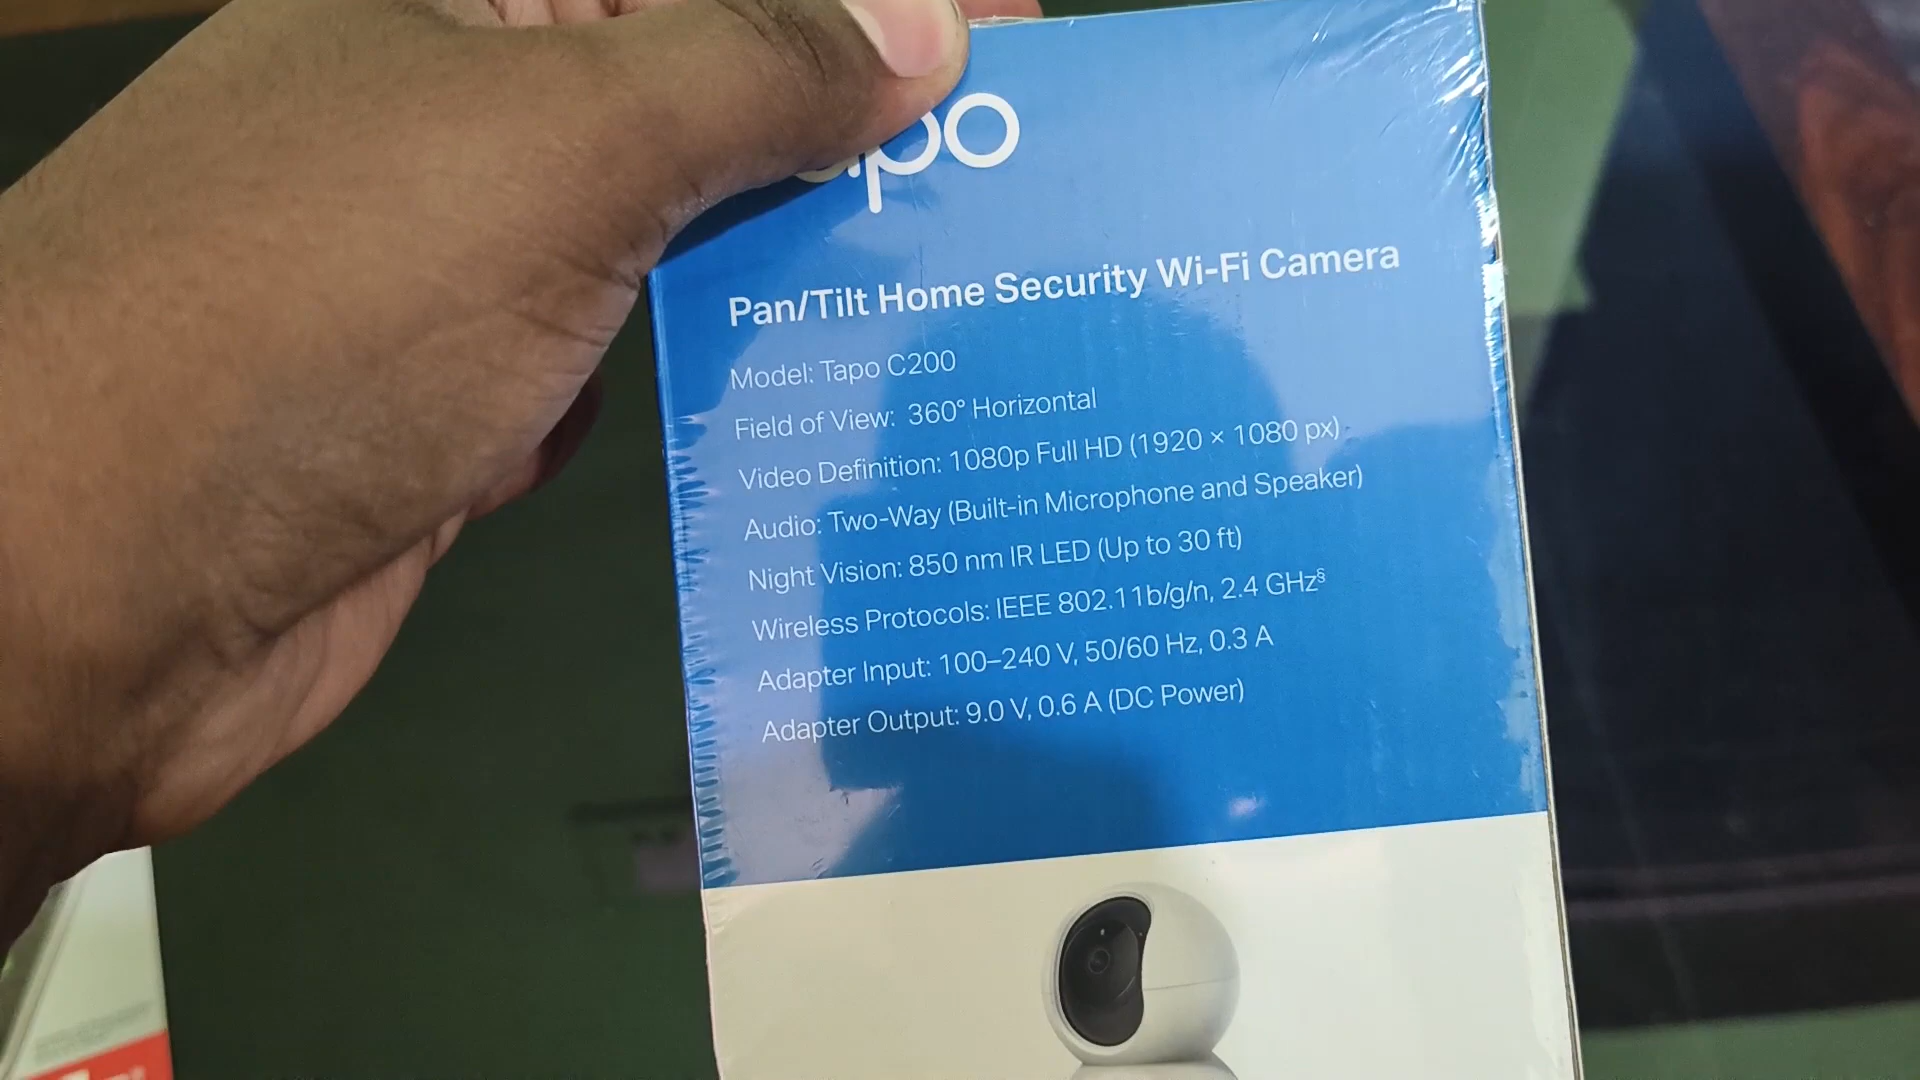 apo
Pan/Tilt Home Security Wi-Fi Camera
Model: Tapo C200
Field of View: 360° Horizontal
Video Definition: 1080p Full HD (1920 × 1080 px)
Audio: Two-Way (Built-in Microphone and Speaker)
Night Vision: 850 nm IR LED (Up to 30 ft)
Wireless Protocols: IEEE 802.11b/g/n, 2.4 GHz§
Adapter Input: 100–240 V, 50/60 Hz, 0.3 A
Adapter Output: 9.0 V, 0.6 A (DC Power)